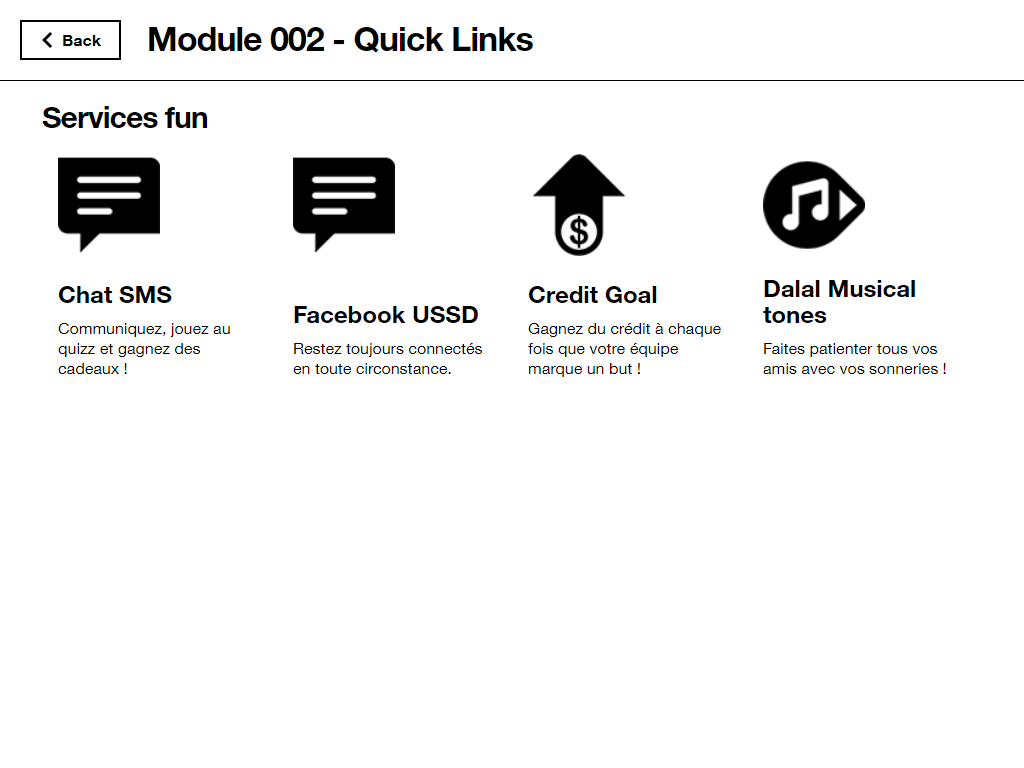 Back
Module 002 - Quick Links
Services fun
Chat SMS
Communiquez, jouez au
quizz et gagnez des
cadeaux !
Facebook USSD
Restez toujours connectés
en toute circonstance.
$
Credit Goal
Gagnez du crédit à chaque
fois que votre équipe
marque un but !
Dalal Musical
tones
Faites patienter tous vos
amis avec vos sonneries !